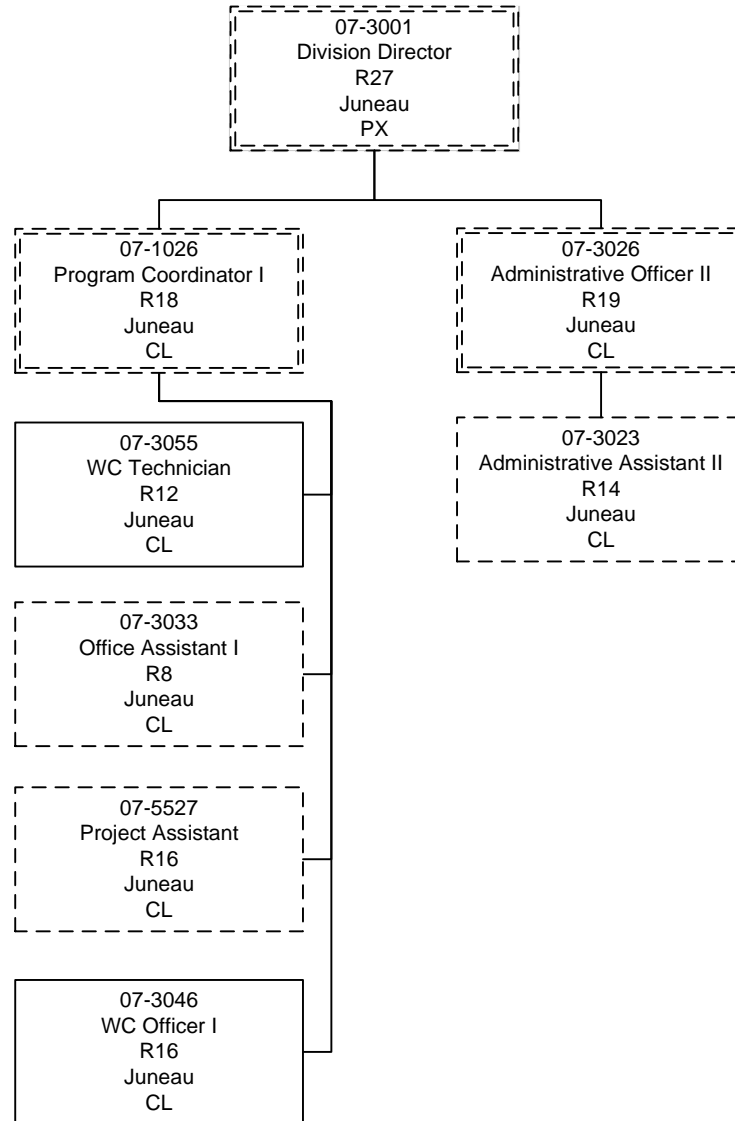 07-3001
Division Director
R27
Juneau
PX
07-1026
Program Coordinator I
R18
Juneau
CL
07-3026
Administrative Officer II
R19
Juneau
CL
07-3055
WC Technician
R12
Juneau
CL
07-3023
Administrative Assistant II
R14
Juneau
CL
07-3033
Office Assistant I
R8
Juneau
CL
07-5527
Project Assistant
R16
Juneau
CL
07-3046
WC Officer I
R16
Juneau
CL